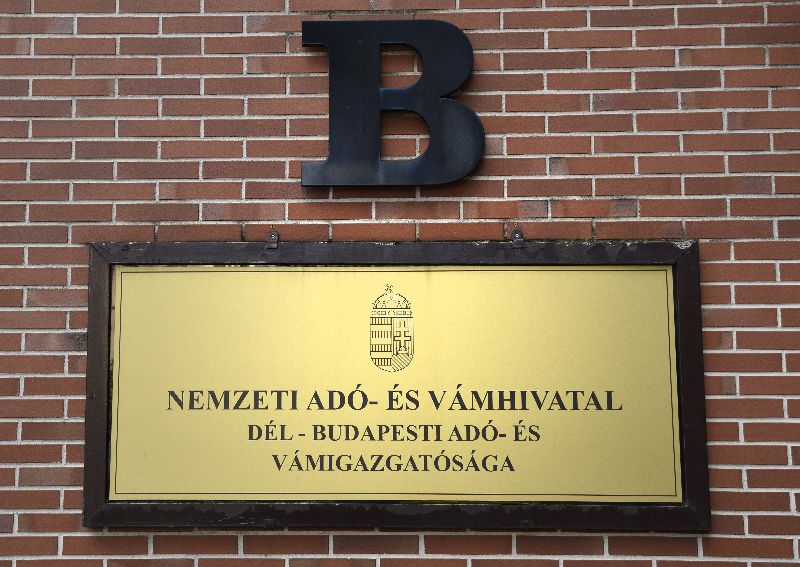 B
NEMZETI ADÓ- ÉS VÁMHIVATAL
DÉL - BUDAPESTI ADÓ- ÉS
VÁMIGAZGATÓSÁGA